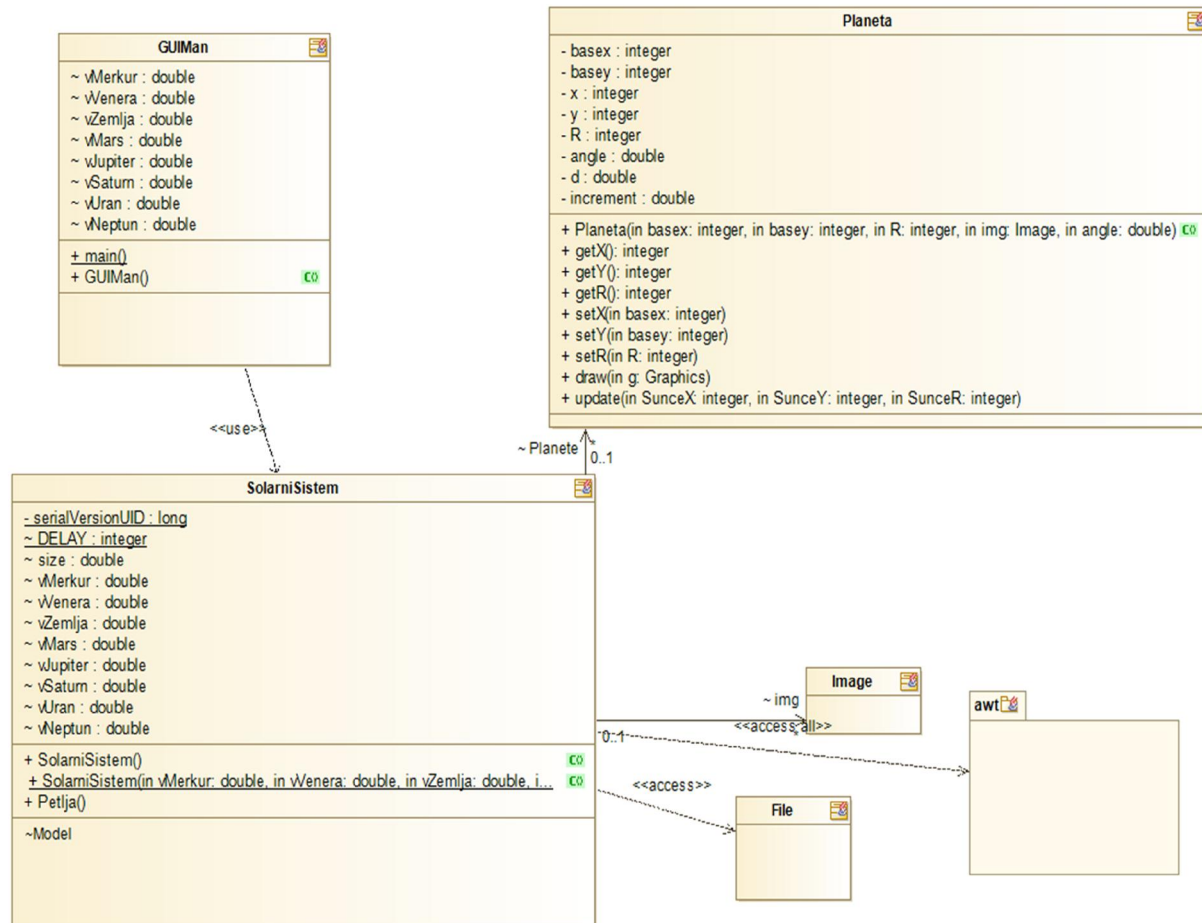 GUIMan
~ vMerkur : double
~ vVenera : double
~ vZemlja : double
~ vMars : double
~ vJupiter : double
~ vSaturn : double
~ vUran : double
~ vNeptun : double
+ main()
+ GUIMan()
Planeta
- basex : integer
- basey : integer
- x : integer
- y : integer
- R : integer
- angle : double
- d : double
- increment : double
+ Planeta(in basex: integer, in basey: integer, in R: integer, in img: Image, in angle: double)
+ getX(): integer
+ getY(): integer
+ getR(): integer
+ setX(in basex: integer)
+ setY(in basey: integer)
+ setR(in R: integer)
+ draw(in g: Graphics)
+ update(in SunceX: integer, in SunceY: integer, in SunceR: integer)
<<use>>
~ Planete
*
0..1
SolarniSistem
- serialVersionUID : long
~ DELAY : integer
~ size : double
~ vMerkur : double
~ vVenera : double
~ vZemlja : double
~ vMars : double
~ vJupiter : double
~ vSaturn : double
~ vUran : double
~ vNeptun : double
+ SolarniSistem()
+ SolarniSistem(in vMerkur: double, in vVenera: double, in vZemlja: double, i...
+ Petlja()
~Model
Image
~ img
0..1
<<access all>>
*
awt
<<access>>
File